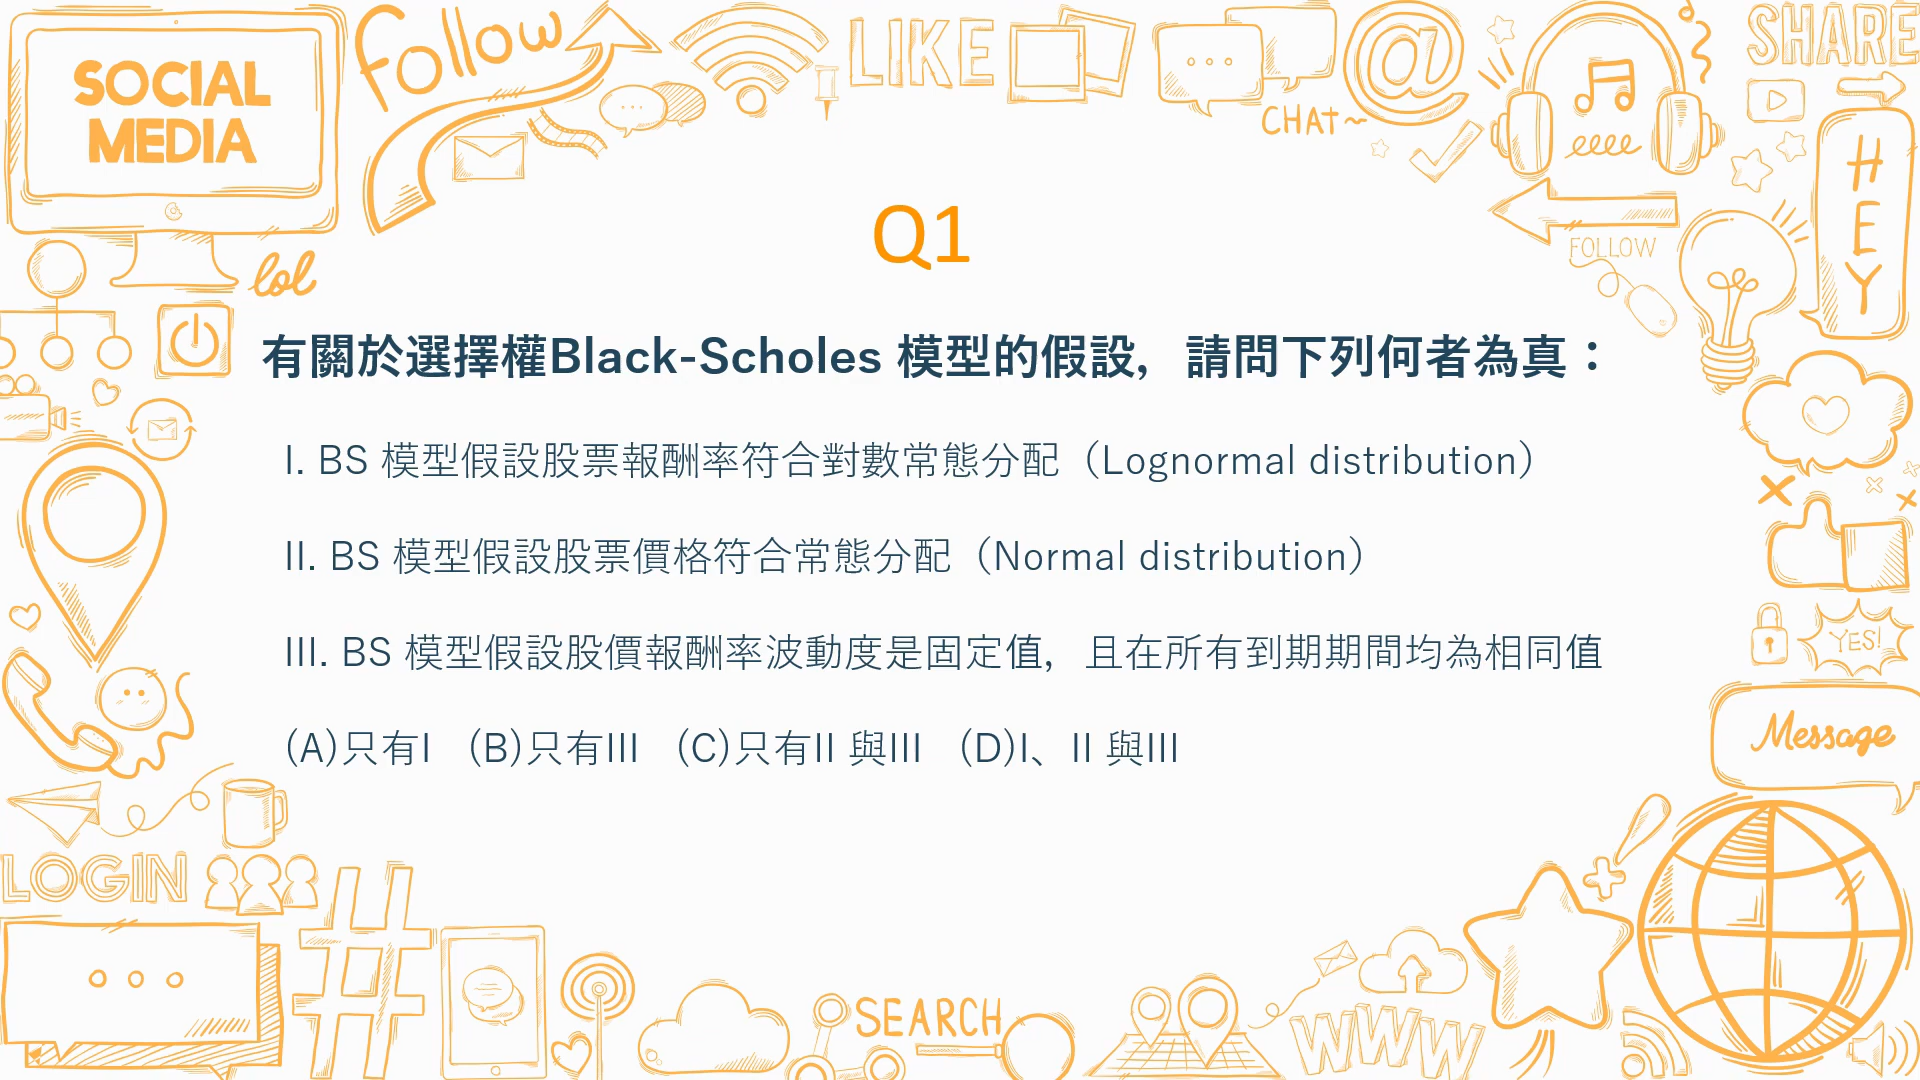 SOCIAL
MEDIA
follow
LIKE
CHAT~
@
SHARE
HEY
FOLLOW
lol
Q1
有關於選擇權Black-Scholes 模型的假設，請問下列何者為真：
I. BS 模型假設股票報酬率符合對數常態分配（Lognormal distribution）
II. BS 模型假設股票價格符合常態分配（Normal distribution）
III. BS 模型假設股價報酬率波動度是固定值，且在所有到期期間均為相同值
(A)只有I (B)只有III (C)只有II 與III (D)I、II 與III
YES!
Message
LOGIN
#
SEARCH
WWW